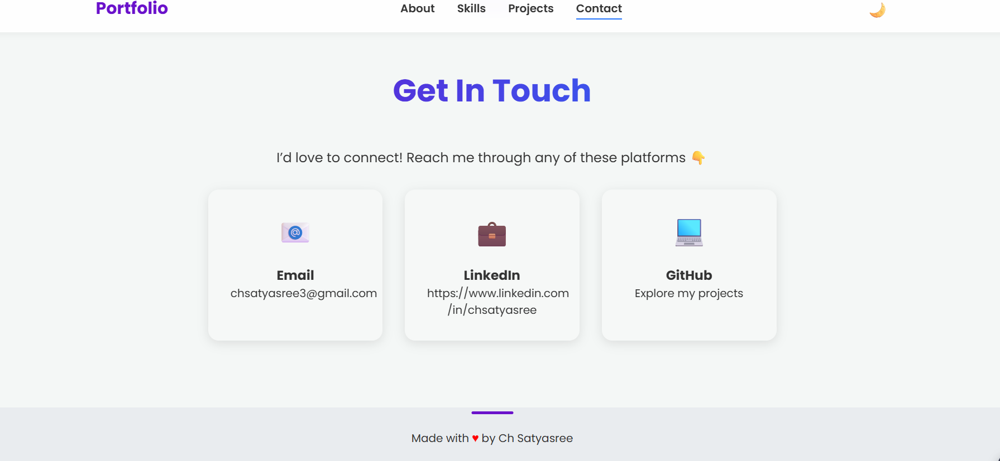 Portfolio
About Skills Projects Contact
Get In Touch
I’d love to connect! Reach me through any of these platforms 👇
Email
chsatyasree3@gmail.com
LinkedIn
https://www.linkedin.com
/in/chsatyasree
GitHub
Explore my projects
Made with ♥ by Ch Satyasree